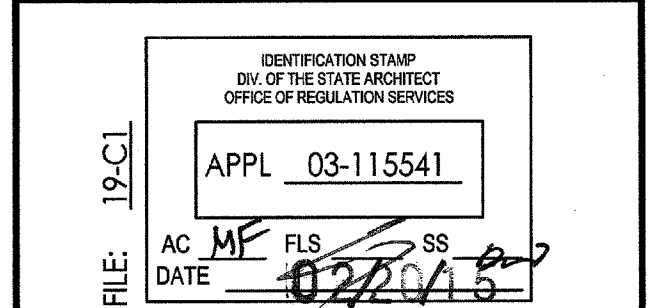 IDENTIFICATION STAMP
DIV. OF THE STATE ARCHITECT
OFFICE OF REGULATION SERVICES
APPL 03-115541
AC MF FLS SS
DATE 02/20/15
FILE: 19-C1